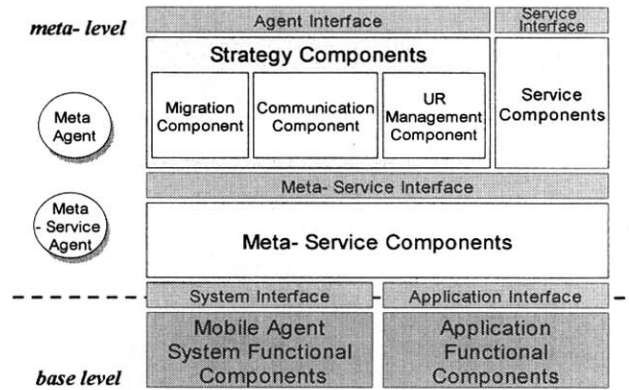 meta- level
Agent Interface
Service
Interface
Strategy Components
Migration
Component
Communication
Component
UR
Management
Component
Service
Components
Meta
Agent
Meta- Service Interface
Meta
- Service
Agent
Meta- Service Components
System Interface
Application Interface
Mobile Agent
System Functional
Components
Application
Functional
Components
base level